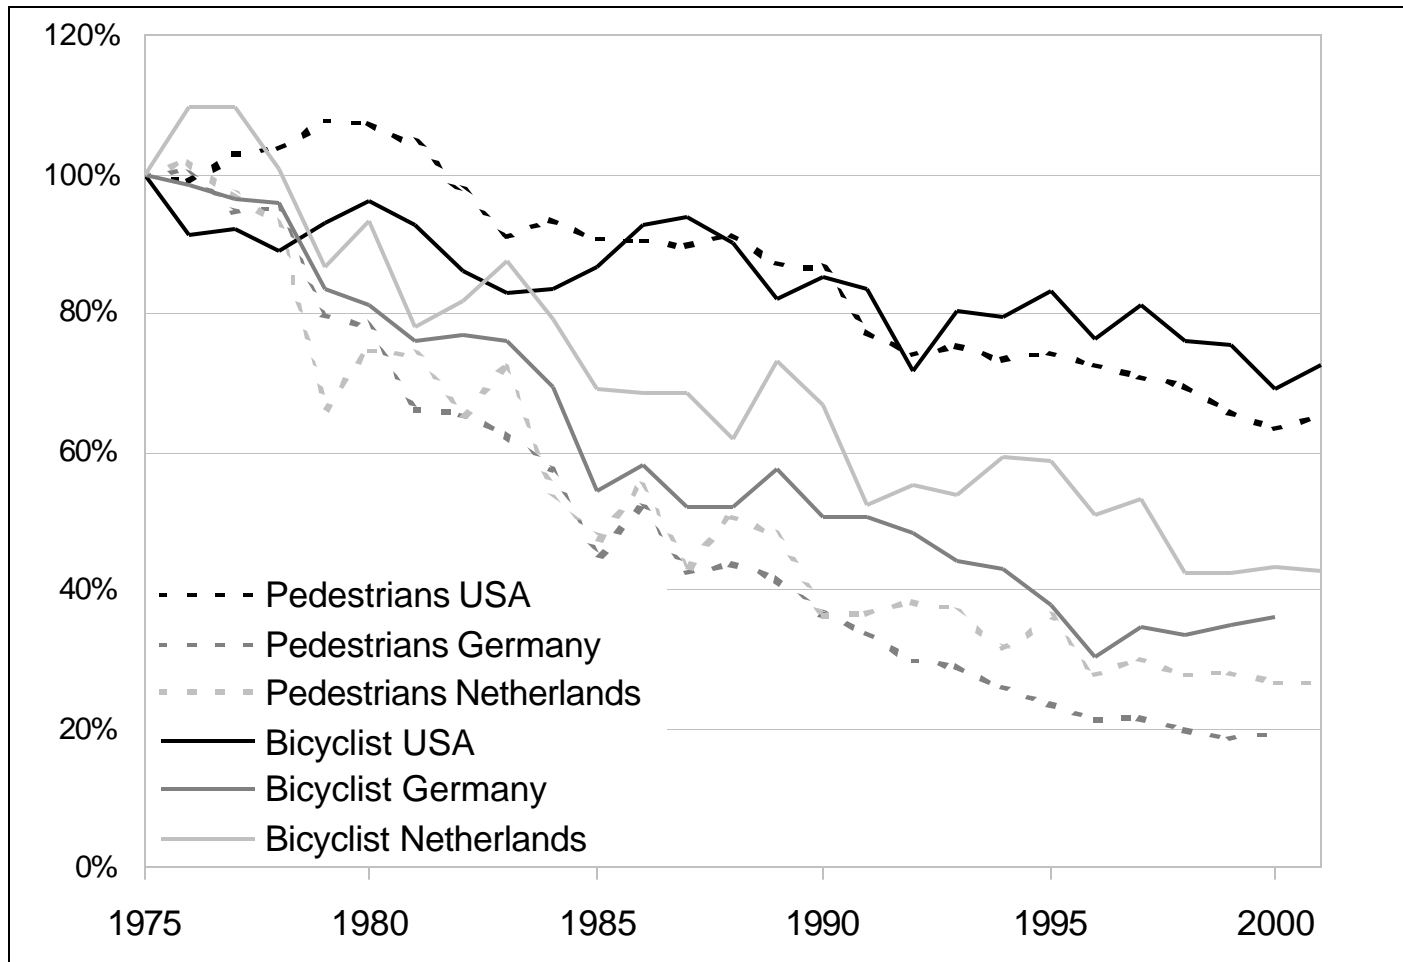 120%
100%
80%
60%
40%
20%
0%
Pedestrians USA
Pedestrians Germany
Pedestrians Netherlands
Bicyclist USA
Bicyclist Germany
Bicyclist Netherlands
1975 1980 1985 1990 1995 2000